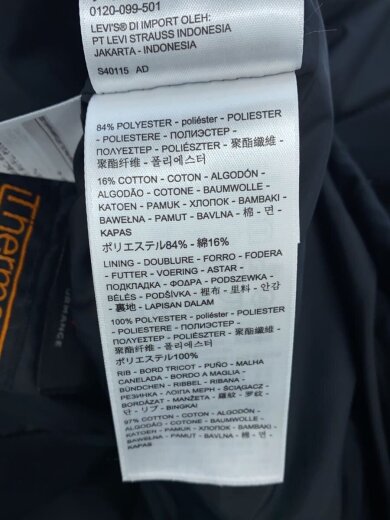 0120-099-501
LEVI'S® DI IMPORT OLEH:
PT LEVI STRAUSS INDONESIA
JAKARTA - INDONESIA
S40115 AD
84% POLYESTER - poliéster - POLIESTER
- POLIESTERE - ПОЛИЭСТЕР -
ΠΟΛΥΕΣΤΕΡ - POLIÉSZTER - 聚酯纖維 -
聚酯纤维 - 폴리에스터
16% COTTON - COTON - ALGODÓN -
ALGODÃO - COTONE - BAUMWOLLE -
KATOEN - PAMUK - ХЛОПОК - BAMBAKI -
BAWEŁNA - PAMUT - BAVLNA - 棉 - 면 -
KAPAS
ポリエステル84% - 綿16%
LINING - DOUBLURE - FORRO - FODERA
- FUTTER - VOERING - ASTAR -
ПОДКЛАДКА - ΦΟΔΡΑ - PODSZEWKA -
BÉLÉS - PODŠÍVKA - 裡布 - 里料 - 안감
- 裏地 - LAPISAN DALAM
100% POLYESTER - poliéster - POLIESTER
- POLIESTERE - ПОЛИЭСТЕР -
ΠΟΛΥΕΣΤΕΡ - POLIÉSZTER - 聚酯纖維 -
聚酯纤维 - 폴리에스터
ポリエステル100%
RIB - BORD TRICOT - PUÑO - MALHA
CANELADA - BORDO A MAGLIA -
BÜNDCHEN - RIBBEL - RIBANA -
РЕЗИНКА - ΛΑΣΤΙΧΟ ΜΕΡΑ - ŚCIĄGACZ -
BORDÁZAT - MANŽETA - 羅紋 - 罗纹 -
단 - リブ - BINGKAI
97% COTTON - COTON - ALGODÓN -
ALGODÃO - COTONE - BAUMWOLLE -
KATOEN - PAMUK - ХЛОПОК - BAMBAKI -
BAWEŁNA - PAMUT - BAVLNA - 棉 - 면 -
KAPAS
Therm
ORMANCE